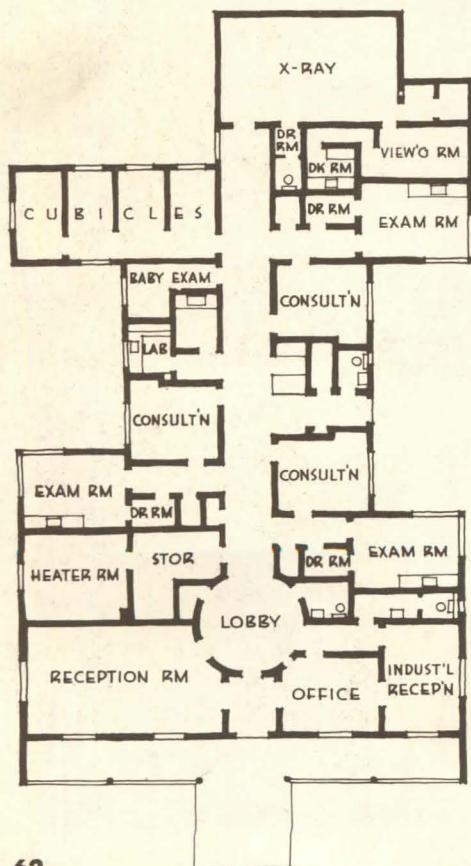 X-RAY
DR
RM
DK RM
VIEW'G RM
DR RM
EXAM RM
CUBICLES
BABY EXAM
CONSULT'N
LAB
CONSULT'N
CONSULT'N
EXAM RM
DR RM
STOR
DR RM
EXAM RM
HEATER RM
LOBBY
RECEPTION RM
OFFICE
INDUST'L
RECEP'N